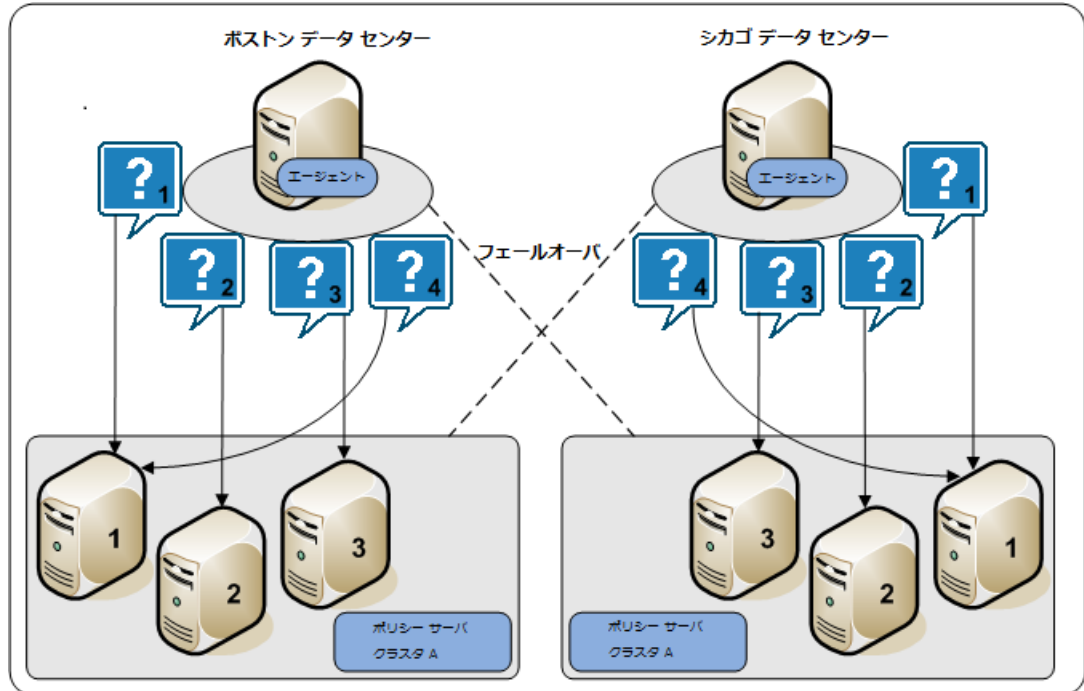 ボストン データ センター
シカゴ データ センター
エージェント
エージェント
?1
?1
フェールオーバ
?2
?3
?4
?4
?3
?2
1
2
3
3
2
1
ポリシー サーバ
クラスタ A
ポリシー サーバ
クラスタ A